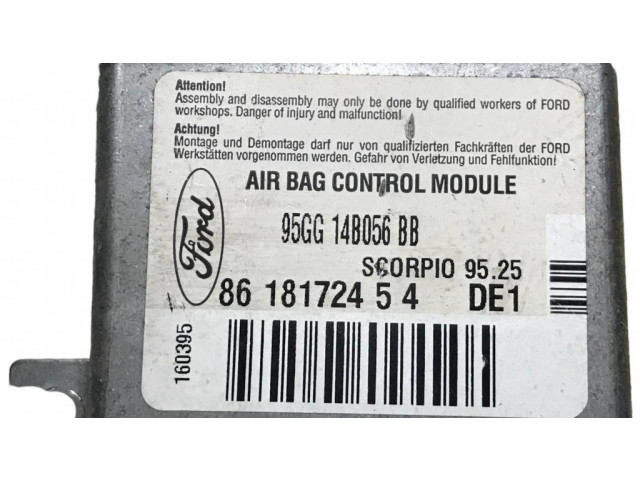 Attention!
Assembly and disassembly may only be done by qualified workers of FORD
workshops. Danger of injury and malfunction!
Achtung!
Montage und Demontage darf nur von qualifizierten Fachkräften der FORD
Werkstätten vorgenommen werden. Gefahr von Verletzung und Fehlfunktion!
AIR BAG CONTROL MODULE
Ford
95GG 14B056 BB
SCORPIO 95.25
86 181724 5 4 DE1
160395